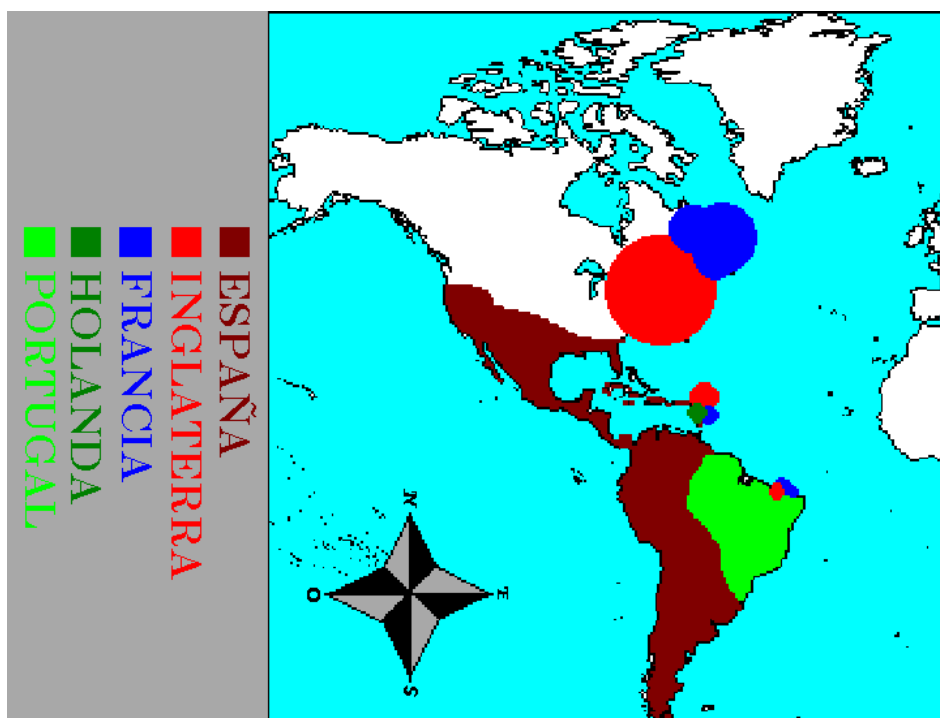 ESPAÑA
INGLATERRA
FRANCIA
HOLANDA
PORTUGAL
N
E
O
S